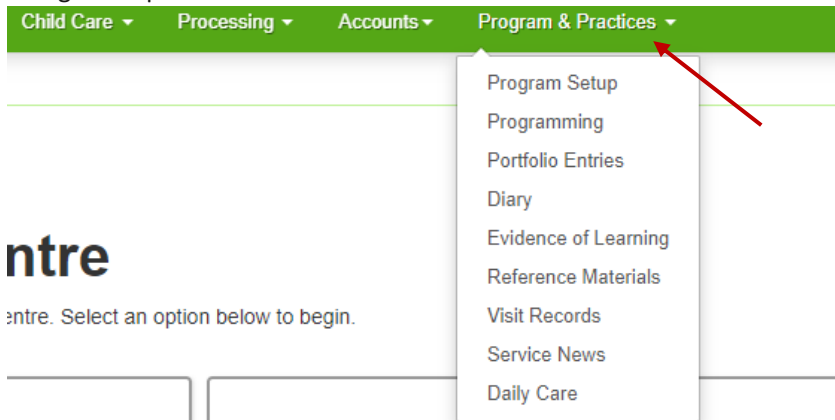 Child Care Processing Accounts Program & Practices
Program Setup
Programming
Portfolio Entries
Diary
Evidence of Learning
Reference Materials
Visit Records
Service News
Daily Care
ntre
entre. Select an option below to begin.